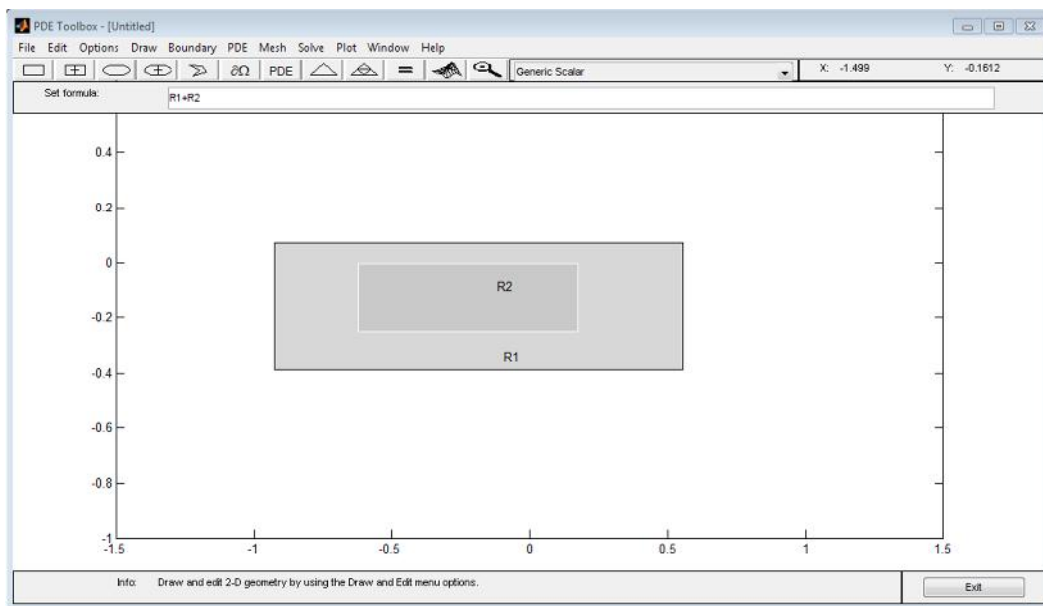 PDE Toolbox - [Untitled]
File Edit Options Draw Boundary PDE Mesh Solve Plot Window Help
∂Ω PDE = Generic Scalar X: -1.499 Y: -0.1612
Set formula: R1+R2
0.4
0.2
0
-0.2
-0.4
-0.6
-0.8
-1
R2
R1
-1.5 -1 -0.5 0 0.5 1 1.5
Info: Draw and edit 2-D geometry by using the Draw and Edit menu options. Exit